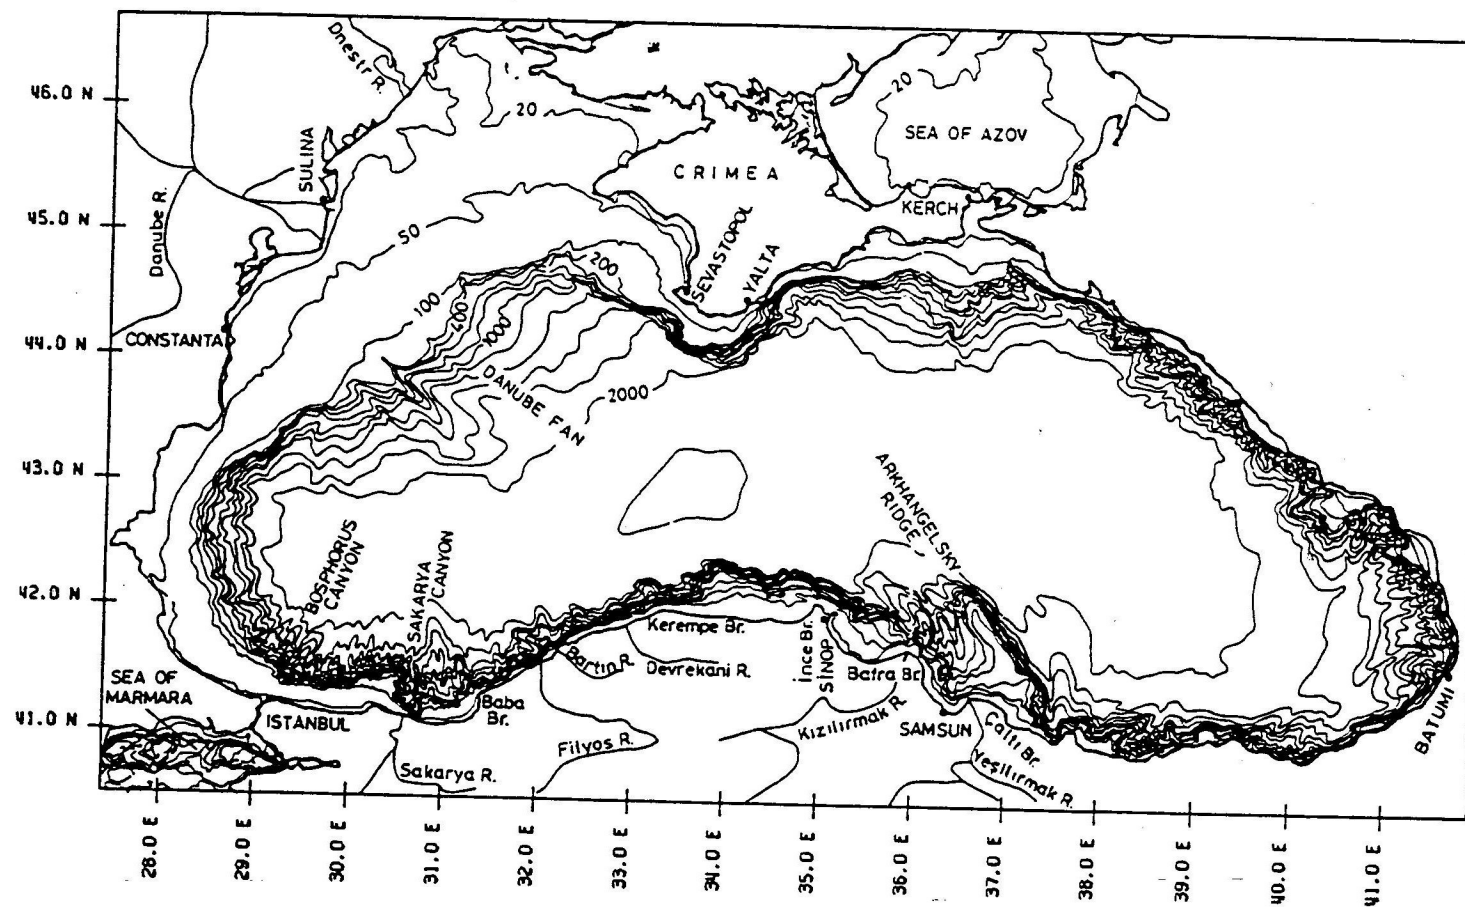 Dnestr R.
46.0 N
20
20
SEA OF AZOV
SULINA
CRIMEA
Danube R.
45.0 N
50
KERCH
SEVASTOPOL
YALTA
200
100
400
1000
CONSTANTA
44.0 N
DANUBE FAN
2000
43.0 N
ARKHANGELSKY
RIDGE
BOSPHORUS
CANYON
SAKARYA
CANYON
42.0 N
Kerempe Br.
İnce Br.
SİNOP
Bartın R.
Devrekani R.
Bafra Br.
SEA OF
MARMARA
Baba
Br.
41.0 N
ISTANBUL
Kızılırmak R.
SAMSUN
Çaltı Br.
BATUMI
Filyos R.
Sakarya R.
Yeşilırmak R.
28.0 E
29.0 E
30.0 E
31.0 E
32.0 E
33.0 E
34.0 E
35.0 E
36.0 E
37.0 E
38.0 E
39.0 E
40.0 E
41.0 E